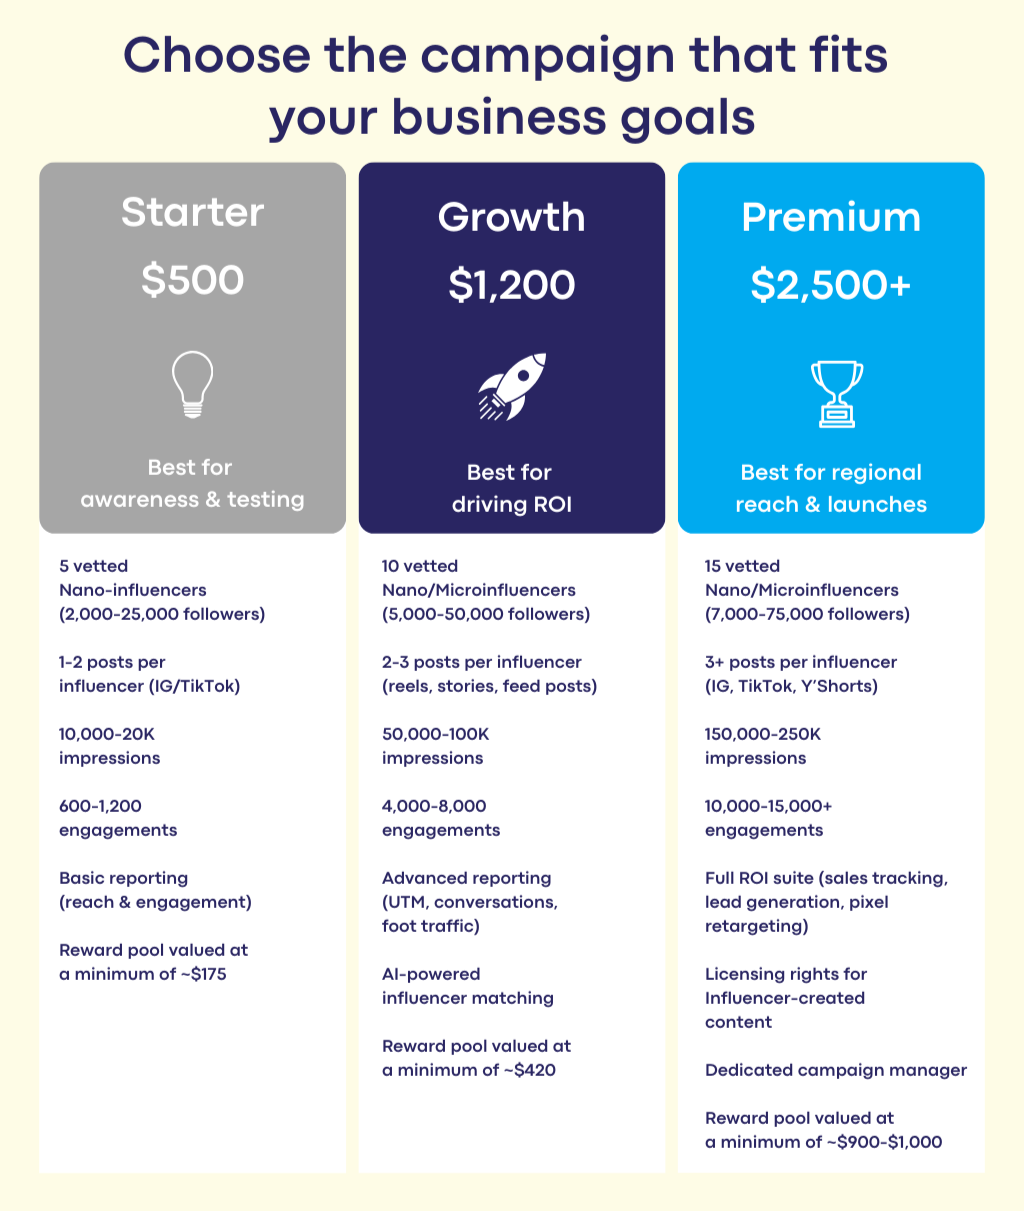 Choose the campaign that fits
your business goals
Starter
$500
Best for
awareness & testing
5 vetted
Nano-influencers
(2,000-25,000 followers)
1-2 posts per
influencer (IG/TikTok)
10,000-20K
impressions
600-1,200
engagements
Basic reporting
(reach & engagement)
Reward pool valued at
a minimum of ~$175
Growth
$1,200
Best for
driving ROI
10 vetted
Nano/Microinfluencers
(5,000-50,000 followers)
2-3 posts per influencer
(reels, stories, feed posts)
50,000-100K
impressions
4,000-8,000
engagements
Advanced reporting
(UTM, conversations,
foot traffic)
AI-powered
influencer matching
Reward pool valued at
a minimum of ~$420
Premium
$2,500+
Best for regional
reach & launches
15 vetted
Nano/Microinfluencers
(7,000-75,000 followers)
3+ posts per influencer
(IG, TikTok, Y’Shorts)
150,000-250K
impressions
10,000-15,000+
engagements
Full ROI suite (sales tracking,
lead generation, pixel
retargeting)
Licensing rights for
Influencer-created
content
Dedicated campaign manager
Reward pool valued at
a minimum of ~$900-$1,000